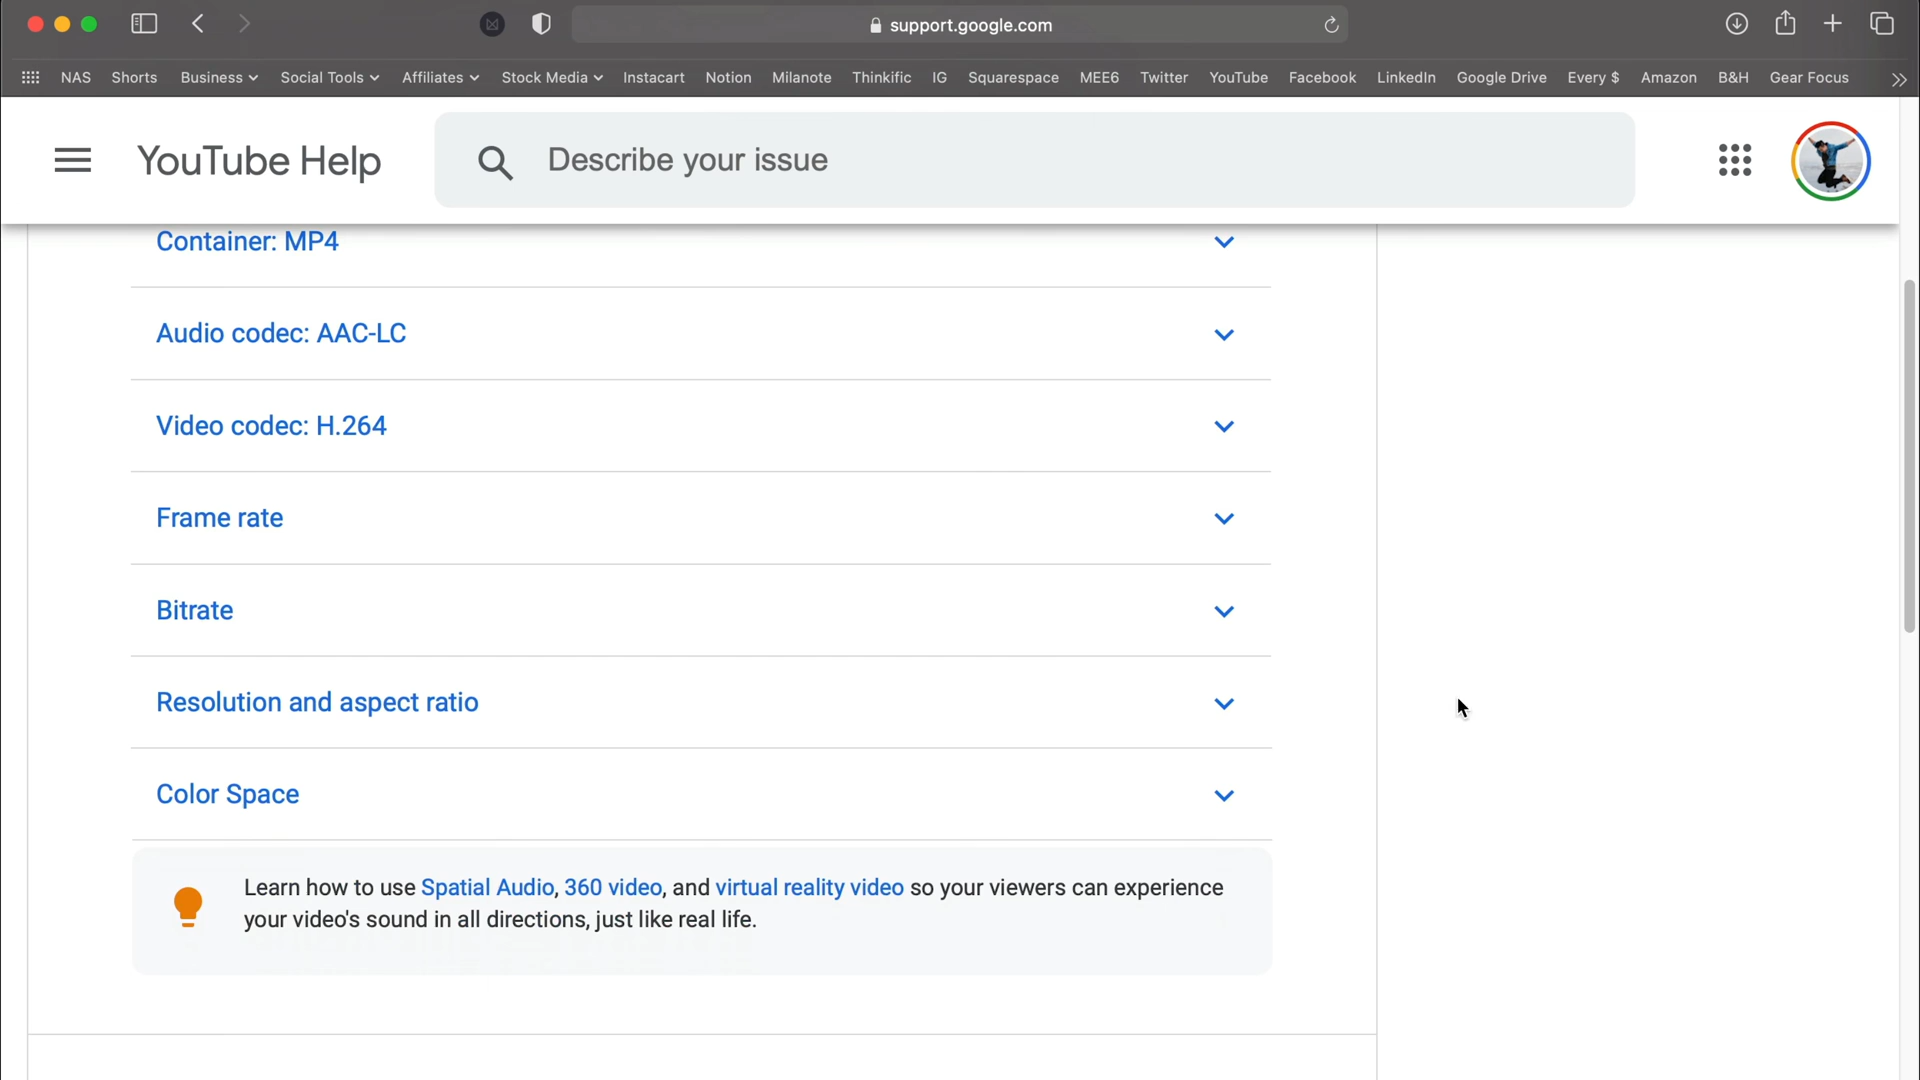 support.google.com
NAS Shorts Business Social Tools Affiliates Stock Media Instacart Notion Milanote Thinkific IG Squarespace MEE6 Twitter YouTube Facebook LinkedIn Google Drive Every $ Amazon B&H Gear Focus
YouTube Help
Describe your issue
Container: MP4
Audio codec: AAC-LC
Video codec: H.264
Frame rate
Bitrate
Resolution and aspect ratio
Color Space
Learn how to use Spatial Audio, 360 video, and virtual reality video so your viewers can experience
your video's sound in all directions, just like real life.